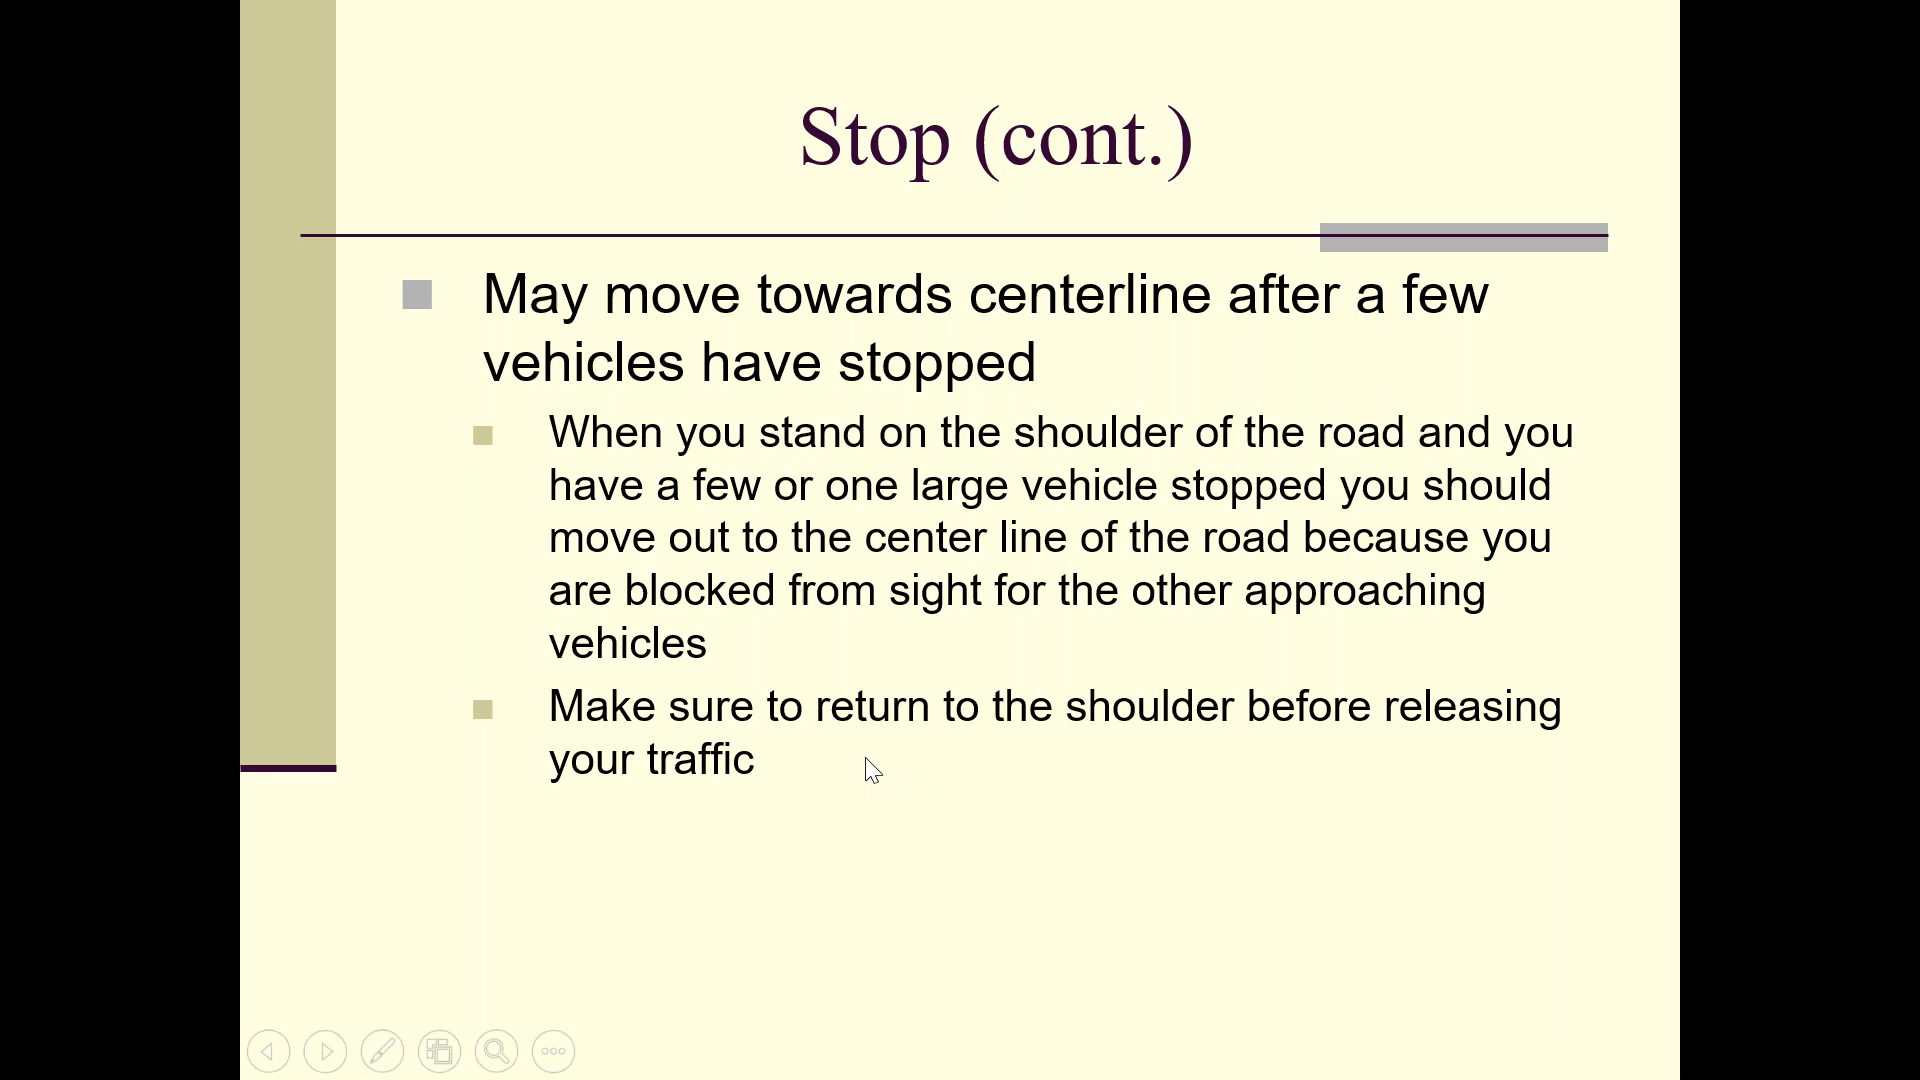 Stop (cont.)
May move towards centerline after a few
vehicles have stopped
When you stand on the shoulder of the road and you
have a few or one large vehicle stopped you should
move out to the center line of the road because you
are blocked from sight for the other approaching
vehicles
Make sure to return to the shoulder before releasing
your traffic